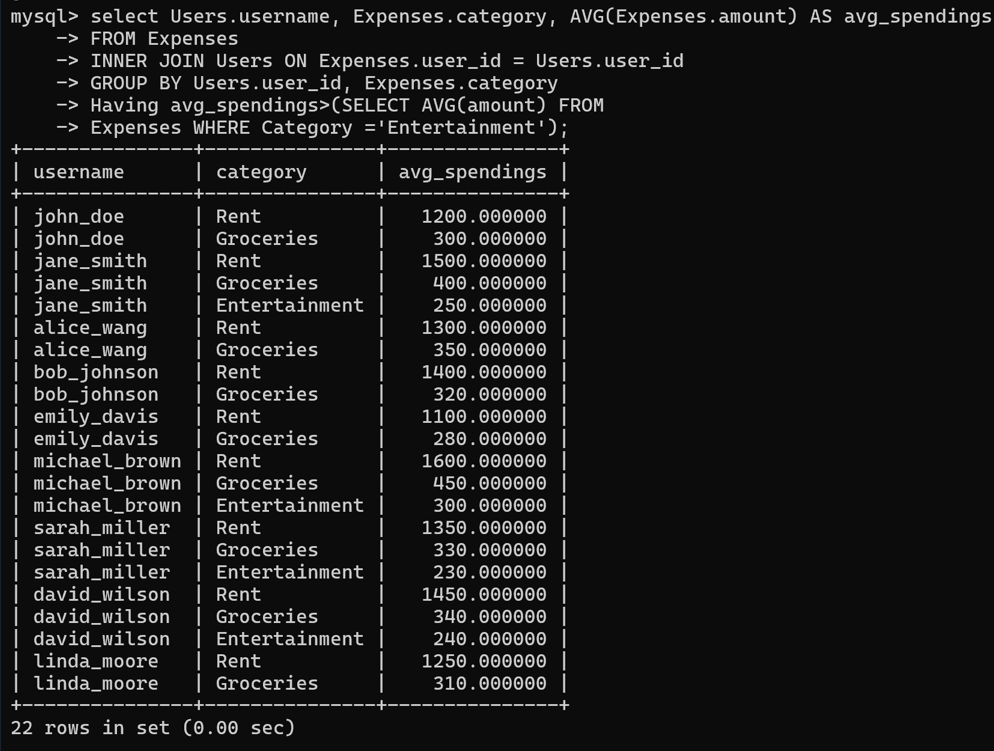 mysql> select Users.username, Expenses.category, AVG(Expenses.amount) AS avg_spendings
    -> FROM Expenses
    -> INNER JOIN Users ON Expenses.user_id = Users.user_id
    -> GROUP BY Users.user_id, Expenses.category
    -> Having avg_spendings>(SELECT AVG(amount) FROM
    -> Expenses WHERE Category ='Entertainment');
+---------------+---------------+---------------+
| username      | category      | avg_spendings |
+---------------+---------------+---------------+
| john_doe      | Rent          |   1200.000000 |
| john_doe      | Groceries     |    300.000000 |
| jane_smith    | Rent          |   1500.000000 |
| jane_smith    | Groceries     |    400.000000 |
| jane_smith    | Entertainment |    250.000000 |
| alice_wang    | Rent          |   1300.000000 |
| alice_wang    | Groceries     |    350.000000 |
| bob_johnson   | Rent          |   1400.000000 |
| bob_johnson   | Groceries     |    320.000000 |
| emily_davis   | Rent          |   1100.000000 |
| emily_davis   | Groceries     |    280.000000 |
| michael_brown | Rent          |   1600.000000 |
| michael_brown | Groceries     |    450.000000 |
| michael_brown | Entertainment |    300.000000 |
| sarah_miller  | Rent          |   1350.000000 |
| sarah_miller  | Groceries     |    330.000000 |
| sarah_miller  | Entertainment |    230.000000 |
| david_wilson  | Rent          |   1450.000000 |
| david_wilson  | Groceries     |    340.000000 |
| david_wilson  | Entertainment |    240.000000 |
| linda_moore   | Rent          |   1250.000000 |
| linda_moore   | Groceries     |    310.000000 |
+---------------+---------------+---------------+
22 rows in set (0.00 sec)